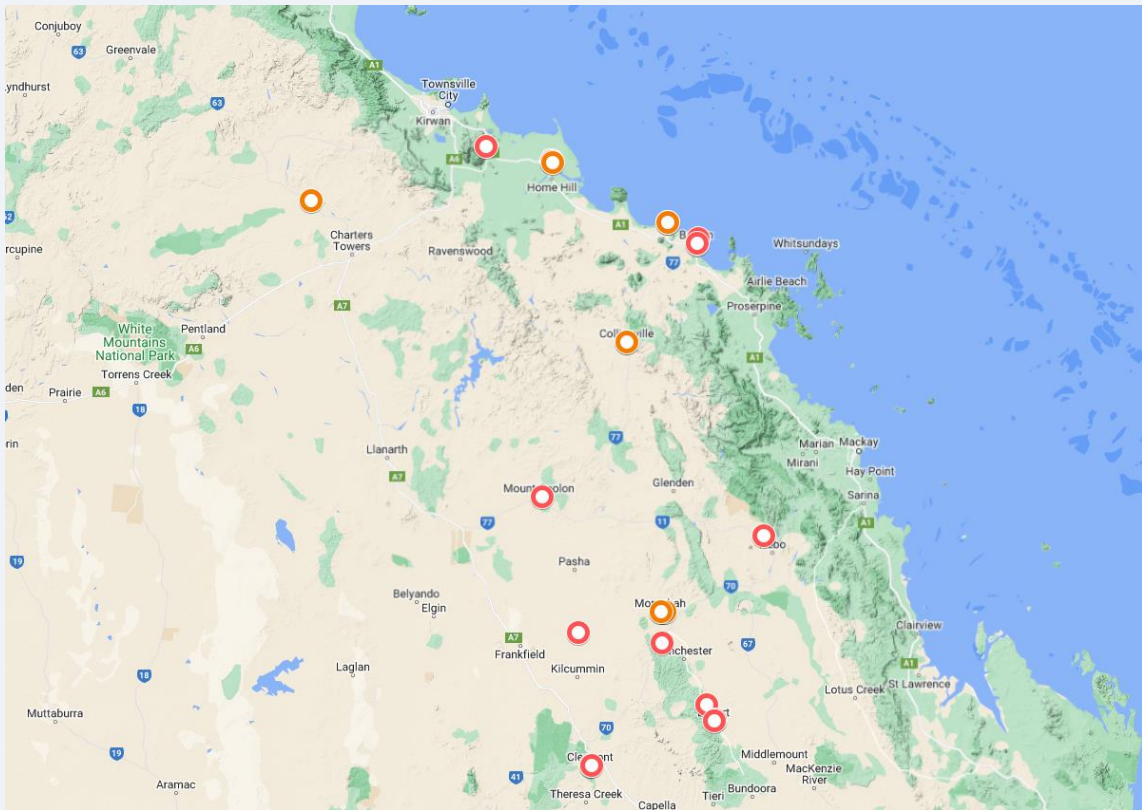 Conjuboy
Greenvale
63
A1
Townsville
City
Kirwan
63
A6
Home Hill
A1
Whitsundays
77
Charters
Towers
Ravenswood
Airlie Beach
Proserpine
A7
White
Mountains
National Park
Pentland
A6
A1
Torrens Creek
Prairie
A6
18
77
Llanarth
Marian
Mackay
Mirani
Hay Point
A7
Glenden
Sarina
77
11
A1
19
Pasha
70
Belyando
Elgin
Clairview
A7
67
Frankfield
A1
Laglan
Kilcummin
18
St Lawrence
Lotus Creek
Muttaburra
70
19
Middlemount
41
MacKenzie
River
Aramac
Theresa Creek
Bundoora
Tieri
Capella